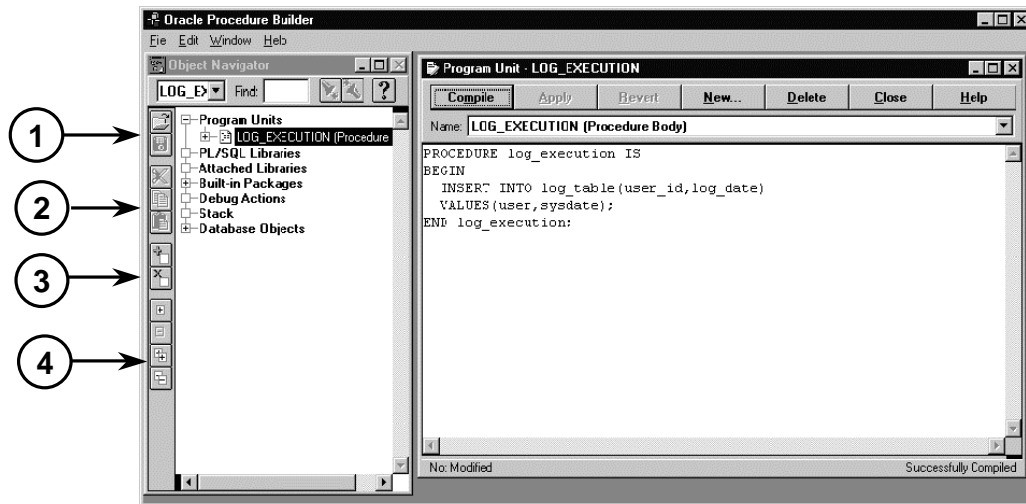 Oracle Procedure Builder
Fie Edit Window Help
Object Navigator
LOG_EX Find: ?
Program Units
LOG_EXECUTION (Procedure
PL/SQL Libraries
Attached Libraries
Built-in Packages
Debug Actions
Stack
Database Objects
1
2
3
4
Program Unit - LOG_EXECUTION
Compile Apply Revert New... Delete Close Help
Name: LOG_EXECUTION (Procedure Body)
PROCEDURE log_execution IS
BEGIN
INSERT INTO log_table(user_id,log_date)
VALUES(user,sysdate);
END log_execution;
No: Modified Successfully Compiled